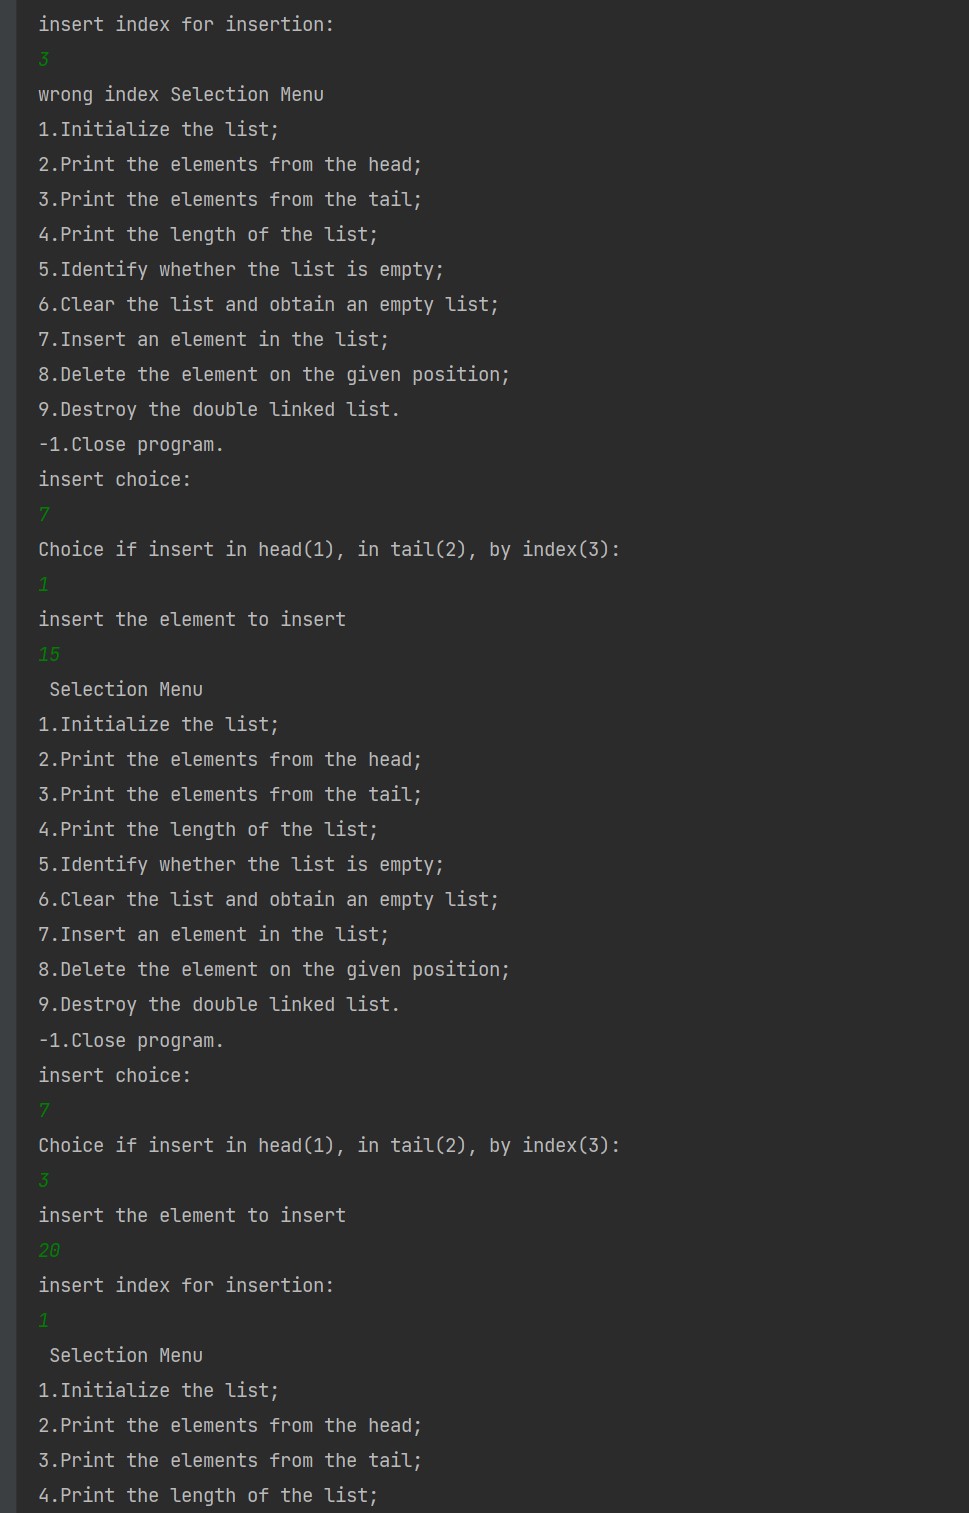 insert index for insertion:
3
wrong index Selection Menu
1.Initialize the list;
2.Print the elements from the head;
3.Print the elements from the tail;
4.Print the length of the list;
5.Identify whether the list is empty;
6.Clear the list and obtain an empty list;
7.Insert an element in the list;
8.Delete the element on the given position;
9.Destroy the double linked list.
-1.Close program.
insert choice:
7
Choice if insert in head(1), in tail(2), by index(3):
1
insert the element to insert
15
 Selection Menu
1.Initialize the list;
2.Print the elements from the head;
3.Print the elements from the tail;
4.Print the length of the list;
5.Identify whether the list is empty;
6.Clear the list and obtain an empty list;
7.Insert an element in the list;
8.Delete the element on the given position;
9.Destroy the double linked list.
-1.Close program.
insert choice:
7
Choice if insert in head(1), in tail(2), by index(3):
3
insert the element to insert
20
insert index for insertion:
1
 Selection Menu
1.Initialize the list;
2.Print the elements from the head;
3.Print the elements from the tail;
4.Print the length of the list;